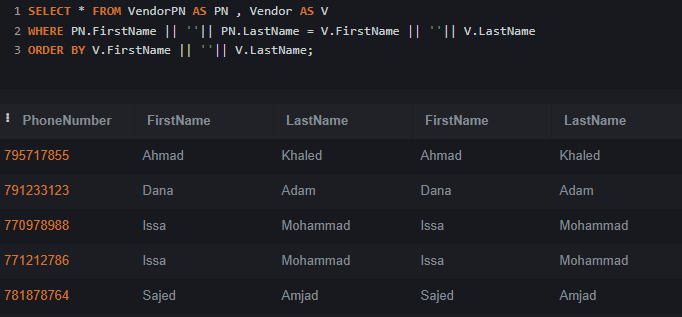 1 SELECT * FROM VendorPN AS PN , Vendor AS V
2 WHERE PN.FirstName || ''|| PN.LastName = V.FirstName || ''|| V.LastName
3 ORDER BY V.FirstName || ''|| V.LastName;
PhoneNumber FirstName LastName FirstName LastName
795717855 Ahmad Khaled Ahmad Khaled
791233123 Dana Adam Dana Adam
770978988 Issa Mohammad Issa Mohammad
771212786 Issa Mohammad Issa Mohammad
781878764 Sajed Amjad Sajed Amjad